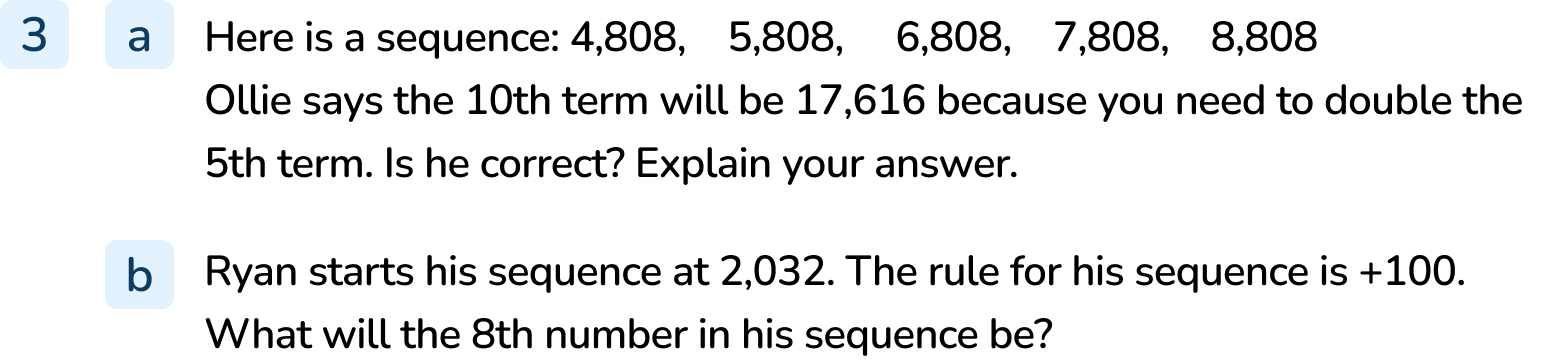 3 a Here is a sequence: 4,808, 5,808, 6,808, 7,808, 8,808
Ollie says the 10th term will be 17,616 because you need to double the
5th term. Is he correct? Explain your answer.
b Ryan starts his sequence at 2,032. The rule for his sequence is +100.
What will the 8th number in his sequence be?